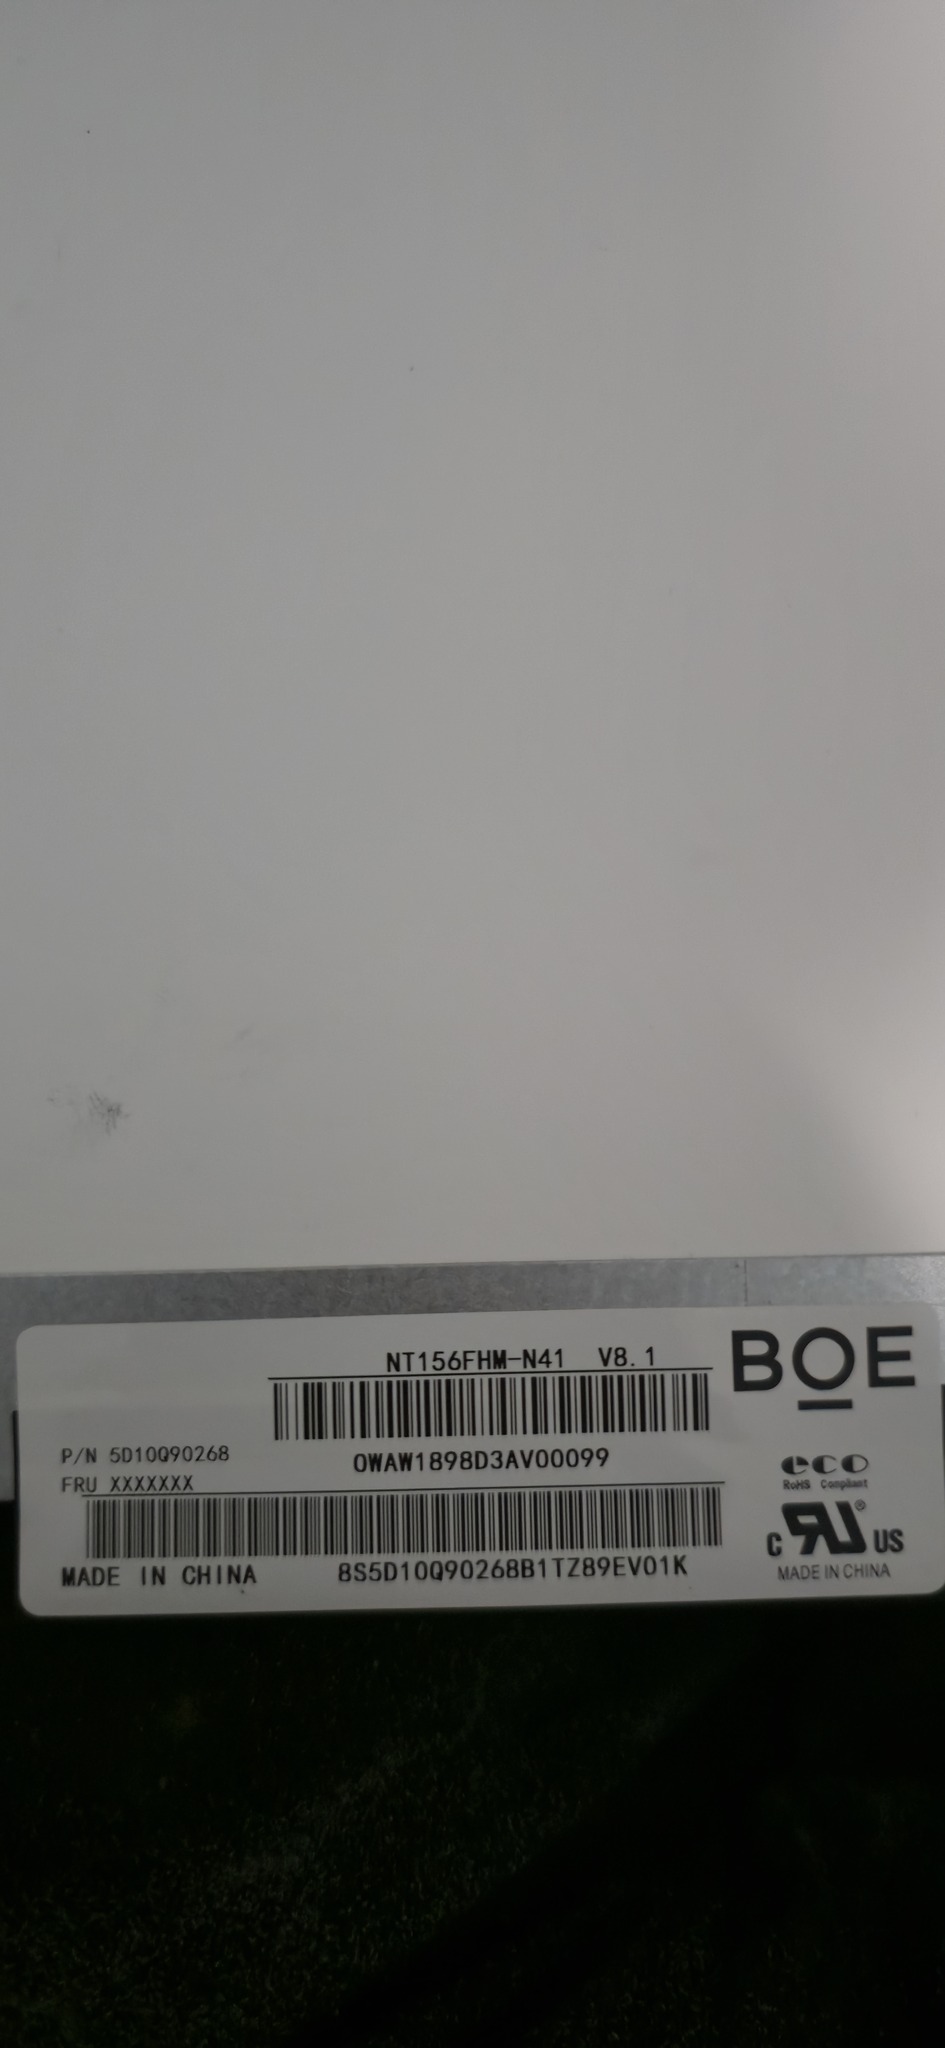 NT156FHM-N41 V8.1
BOE
P/N 5D10Q90268
0WAW1898D3AV00099
FRU XXXXXXX
eco
RoHS Compliant
C RU ® US
MADE IN CHINA
8S5D10Q90268B1TZ89EV01K
MADE IN CHINA